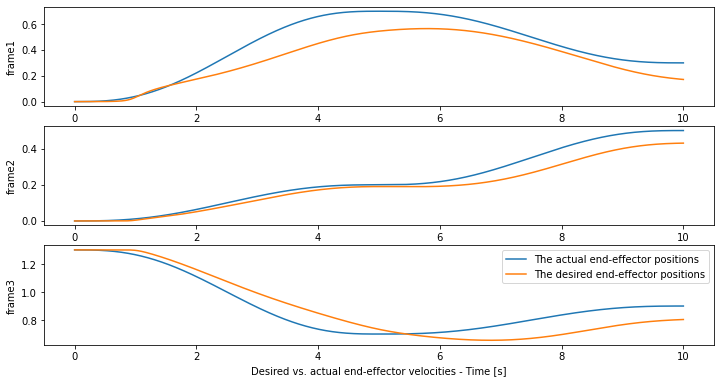 0.6
0.4
0.2
0.0
frame1
0 2 4 6 8 10
0.4
0.2
0.0
frame2
0 2 4 6 8 10
1.2
1.0
0.8
frame3
The actual end-effector positions
The desired end-effector positions
0 2 4 6 8 10
Desired vs. actual end-effector velocities - Time [s]